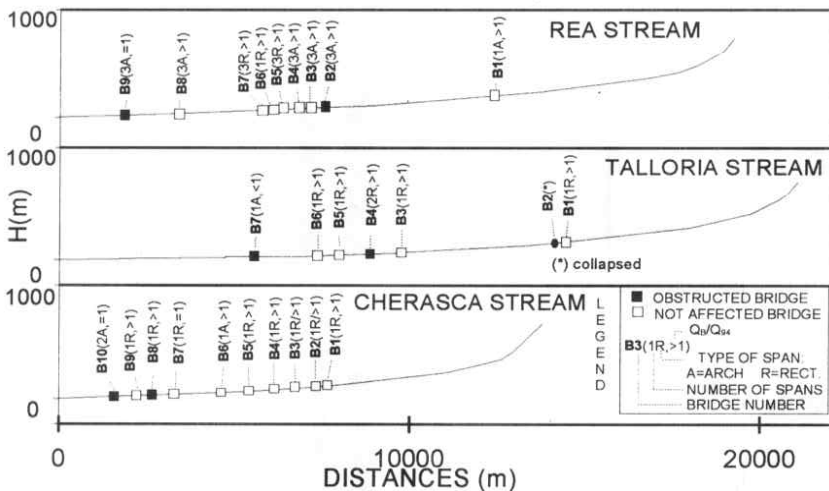 1000
REA STREAM
B9(3A,=1)
B8(3A,>1)
B7(3R,>1)
B6(1R,>1)
B5(3R,>1)
B4(3A,>1)
B3(3A,>1)
B2(3A,>1)
B1(1A,>1)
0
1000
TALLORIA STREAM
B7(1A,<1)
B6(1R,>1)
B5(1R,>1)
B4(2R,>1)
B3(1R,>1)
B2(*)
B1(1R,>1)
(*) collapsed
H(m)
0
1000
CHERASCA STREAM
B10(2A,=1)
B9(1R,>1)
B8(1R,>1)
B7(1R,=1)
B6(1A,>1)
B5(1R,>1)
B4(1R,>1)
B3(1R/>1)
B2(1R/>1)
B1(1R,>1)
0
LEGEND
OBSTRUCTED BRIDGE
NOT AFFECTED BRIDGE
QB/Q94
B3(1R,>1)
TYPE OF SPAN:
A=ARCH R=RECT.
NUMBER OF SPANS
BRIDGE NUMBER
0 10000 20000
DISTANCES (m)